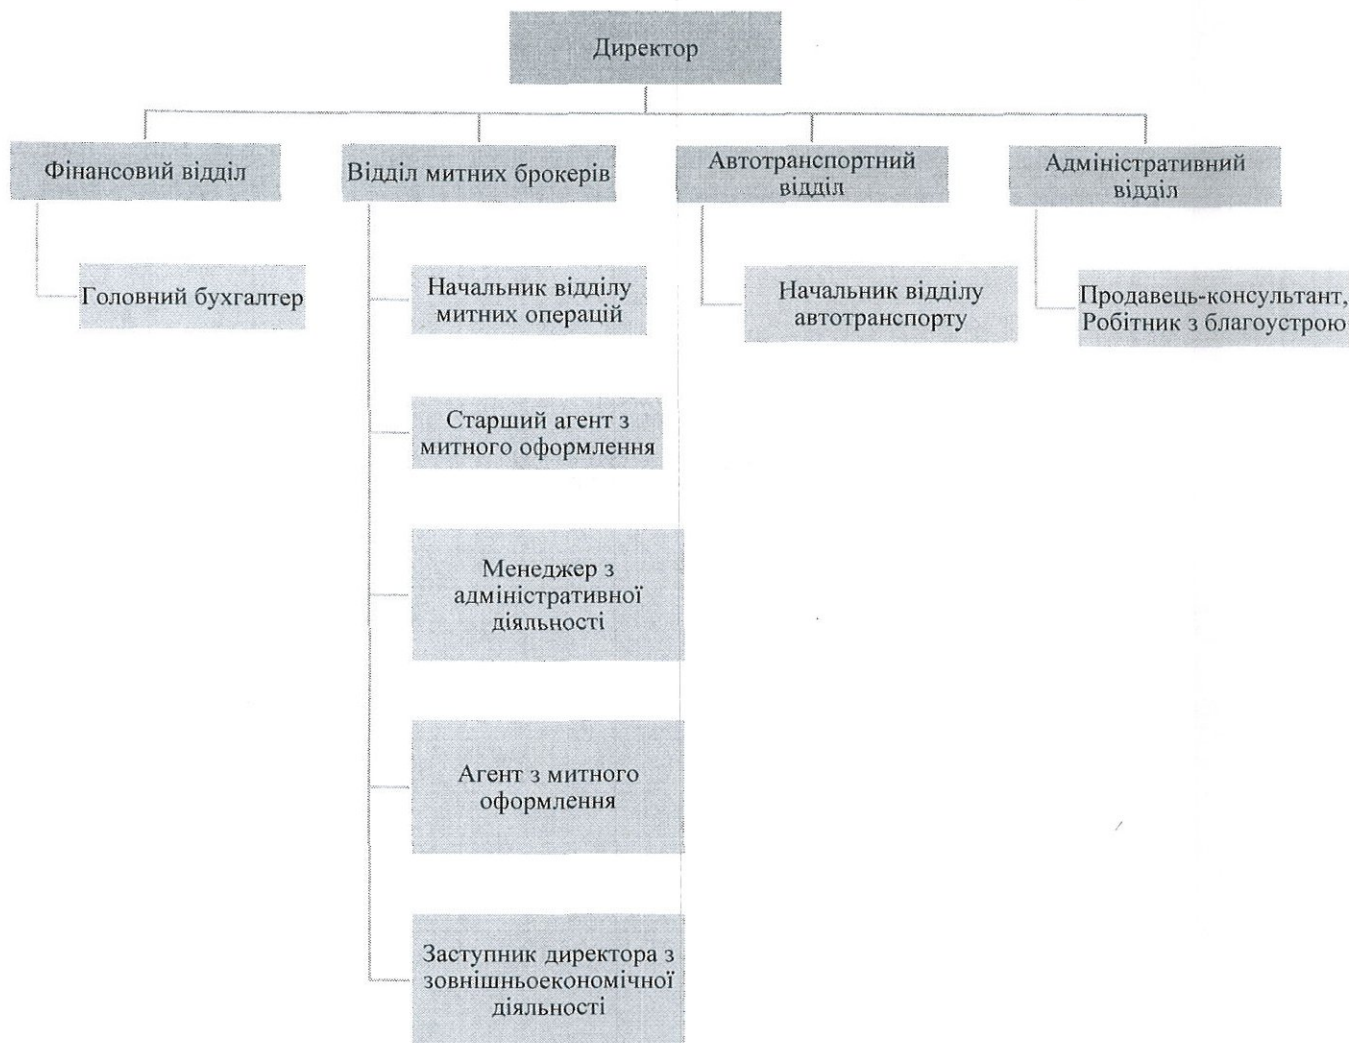 Директор
Фінансовий відділ
Відділ митних брокерів
Автотранспортний
відділ
Адміністративний
відділ
Головний бухгалтер
Начальник відділу
митних операцій
Старший агент з
митного оформлення
Менеджер з
адміністративної
діяльності
Агент з митного
оформлення
Заступник директора з
зовнішньоекономічної
діяльності
Начальник відділу
автотранспорту
Продавець-консультант,
Робітник з благоустрою